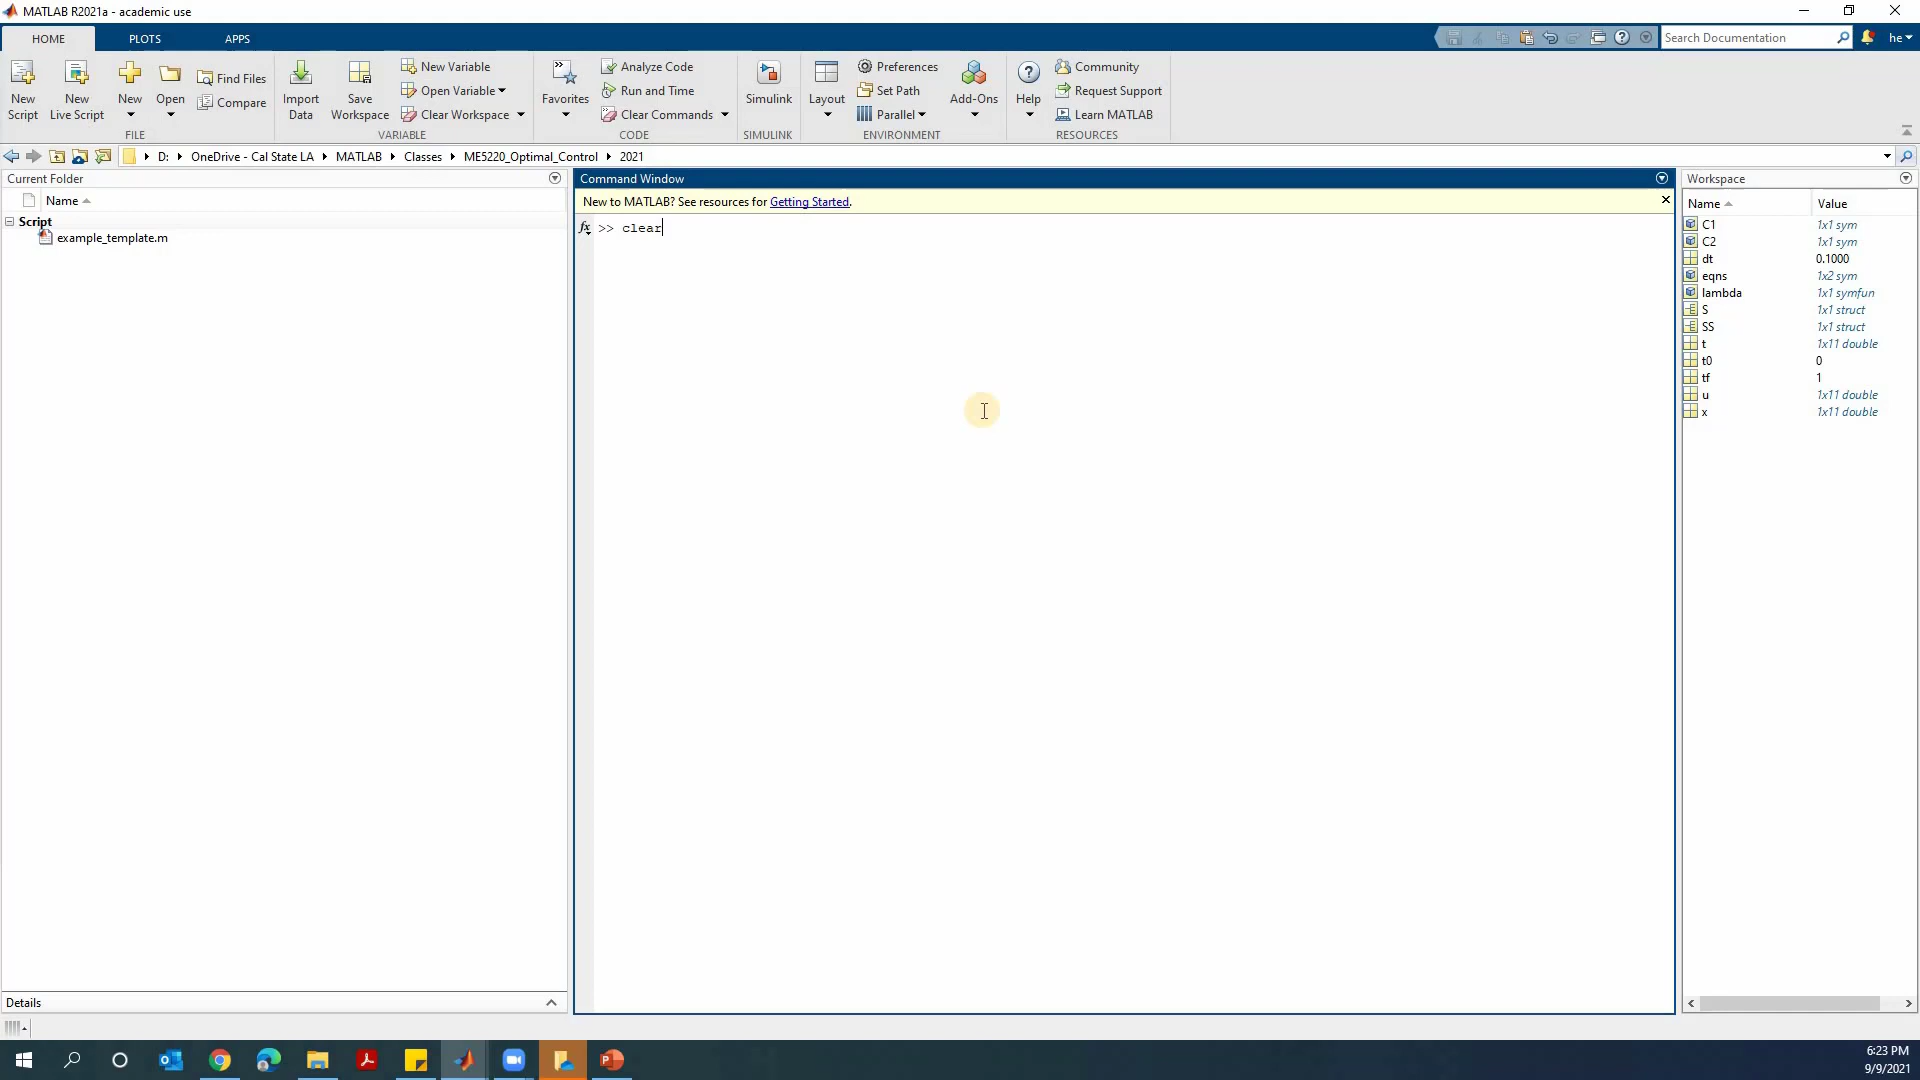 MATLAB R2021a - academic use
HOME PLOTS APPS
Search Documentation
he
New Script
New Live Script
New
Open
Find Files
Compare
FILE
Import Data
Save Workspace
New Variable
Open Variable
Clear Workspace
VARIABLE
Favorites
Analyze Code
Run and Time
Clear Commands
CODE
Simulink
SIMULINK
Layout
Preferences
Set Path
Parallel
Add-Ons
ENVIRONMENT
Help
Community
Request Support
Learn MATLAB
RESOURCES
D: OneDrive - Cal State LA MATLAB Classes ME5220_Optimal_Control 2021
Current Folder
Name
Script
example_template.m
Details
Command Window
New to MATLAB? See resources for Getting Started.
fx >> clear
Workspace
Name Value
C1 1x1 sym
C2 1x1 sym
dt 0.1000
eqns 1x2 sym
lambda 1x1 symfun
S 1x1 struct
SS 1x1 struct
t 1x11 double
t0 0
tf 1
u 1x11 double
x 1x11 double
6:23 PM
9/9/2021